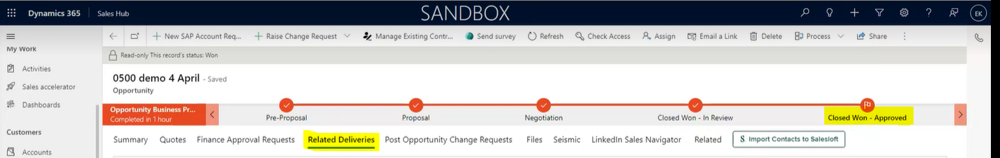 Dynamics 365 Sales Hub SANDBOX EK
New SAP Account Req... Raise Change Request Manage Existing Contr... Send survey Refresh Check Access Assign Email a Link Delete Process Share
My Work
Read-only This record's status: Won
Activities
0500 demo 4 April - Saved
Sales accelerator
Opportunity
Dashboards
Opportunity Business Pr...
Completed in 1 hour
Pre-Proposal Proposal Negotiation Closed Won - In Review Closed Won - Approved
Customers
Summary Quotes Finance Approval Requests Related Deliveries Post Opportunity Change Requests Files Seismic LinkedIn Sales Navigator Related Import Contacts to Salesloft
Accounts